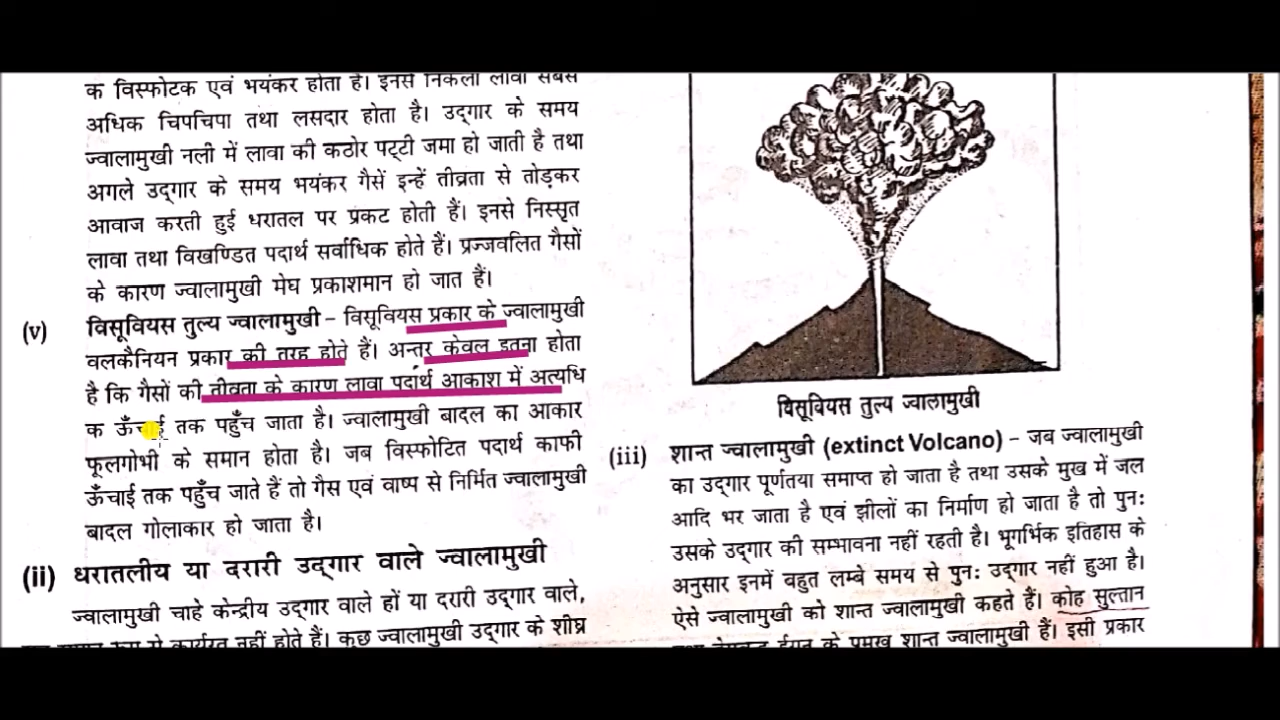 क विस्फोटक एवं भयंकर होता है। इनसे निकला लावा सबसे
अधिक चिपचिपा तथा लसदार होता है। उद्‌गार के समय
ज्वालामुखी नली में लावा की कठोर पट्‌टी जमा हो जाती है तथा
अगले उद्‌गार के समय भयंकर गैसें इन्हें तीव्रता से तोड़कर
आवाज करती हुई धरातल पर प्रकट होती हैं। इनसे निस्सृत
लावा तथा विखण्डित पदार्थ सर्वाधिक होते हैं। प्रज्जवलित गैसों
के कारण ज्वालामुखी मेघ प्रकाशमान हो जात हैं।
(v) विसूवियस तुल्य ज्वालामुखी – विसूवियस प्रकार के ज्वालामुखी
वलकैनियन प्रकार की तरह होते हैं। अन्तर केवल इतना होता
है कि गैसों की तीव्रता के कारण लावा पदार्थ आकाश में अत्यधि
क ऊँचाई तक पहुँच जाता है। ज्वालामुखी बादल का आकार
फूलगोभी के समान होता है। जब विस्फोटित पदार्थ काफी
ऊँचाई तक पहुँच जाते हैं तो गैस एवं वाष्प से निर्मित ज्वालामुखी
बादल गोलाकार हो जाता है।
(ii) धरातलीय या दरारी उद्‌गार वाले ज्वालामुखी
ज्वालामुखी चाहे केन्द्रीय उद्‌गार वाले हों या दरारी उद्‌गार वाले,
रूप से कार्यरत नहीं होते हैं। कुछ ज्वालामुखी उद्‌गार के शीघ्र
विसूवियस तुल्य ज्वालामुखी
(iii) शान्त ज्वालामुखी (extinct Volcano) – जब ज्वालामुखी
का उद्‌गार पूर्णतया समाप्त हो जाता है तथा उसके मुख में जल
आदि भर जाता है एवं झीलों का निर्माण हो जाता है तो पुनः
उसके उद्‌गार की सम्भावना नहीं रहती है। भूगर्भिक इतिहास के
अनुसार इनमें बहुत लम्बे समय से पुनः उद्‌गार नहीं हुआ है।
ऐसे ज्वालामुखी को शान्त ज्वालामुखी कहते हैं। कोह सुल्तान
तथा ईरान के प्रमुख शान्त ज्वालामुखी हैं। इसी प्रकार